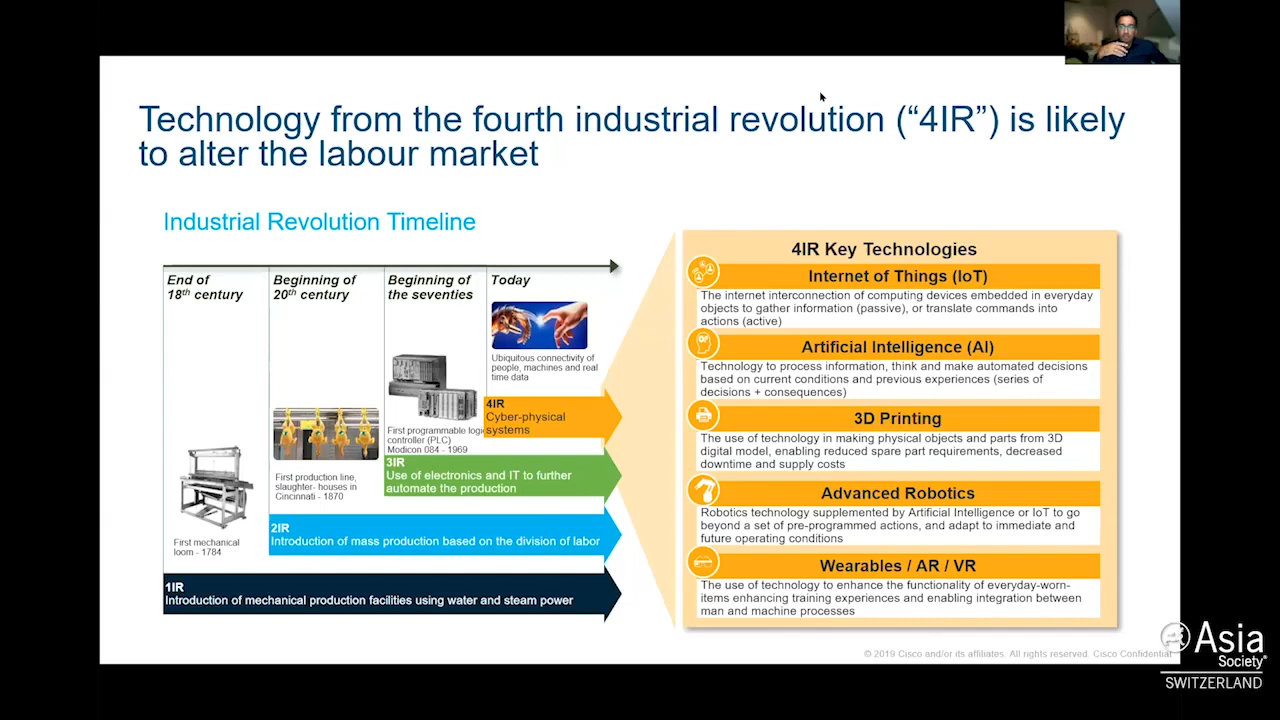 Technology from the fourth industrial revolution (“4IR”) is likely
to alter the labour market
Industrial Revolution Timeline
End of
18th century
Beginning of
20th century
Beginning of
the seventies
Today
Ubiquitous connectivity of
people, machines and real
time data
4IR
Cyber-physical
systems
First programmable logic
controller (PLC)
Modicon 084 - 1969
3IR
Use of electronics and IT to further
automate the production
First production line,
slaughter- houses in
Cincinnati - 1870
2IR
Introduction of mass production based on the division of labor
First mechanical
loom - 1784
1IR
Introduction of mechanical production facilities using water and steam power
4IR Key Technologies
Internet of Things (IoT)
The internet interconnection of computing devices embedded in everyday
objects to gather information (passive), or translate commands into
actions (active)
Artificial Intelligence (AI)
Technology to process information, think and make automated decisions
based on current conditions and previous experiences (series of
decisions + consequences)
3D Printing
The use of technology in making physical objects and parts from 3D
digital model, enabling reduced spare part requirements, decreased
downtime and supply costs
Advanced Robotics
Robotics technology supplemented by Artificial Intelligence or IoT to go
beyond a set of pre-programmed actions, and adapt to immediate and
future operating conditions
Wearables / AR / VR
The use of technology to enhance the functionality of everyday-worn-
items enhancing training experiences and enabling integration between
man and machine processes
© 2019 Cisco and/or its affiliates. All rights reserved. Cisco Confidential
Asia
Society
SWITZERLAND